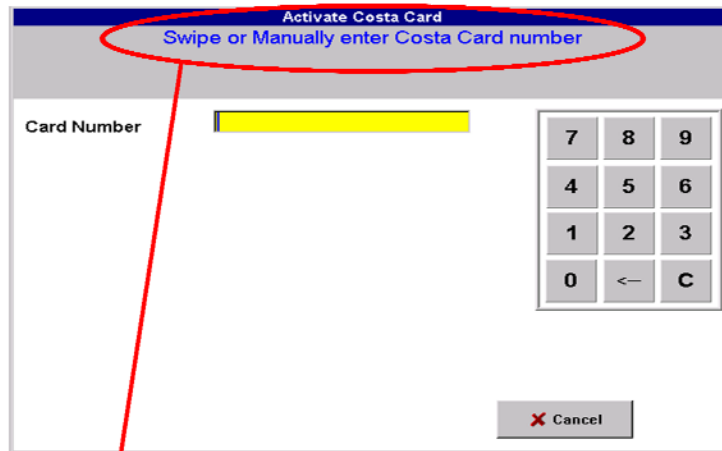 Activate Costa Card
Swipe or Manually enter Costa Card number
Card Number
7 8 9
4 5 6
1 2 3
0 <— C
Cancel